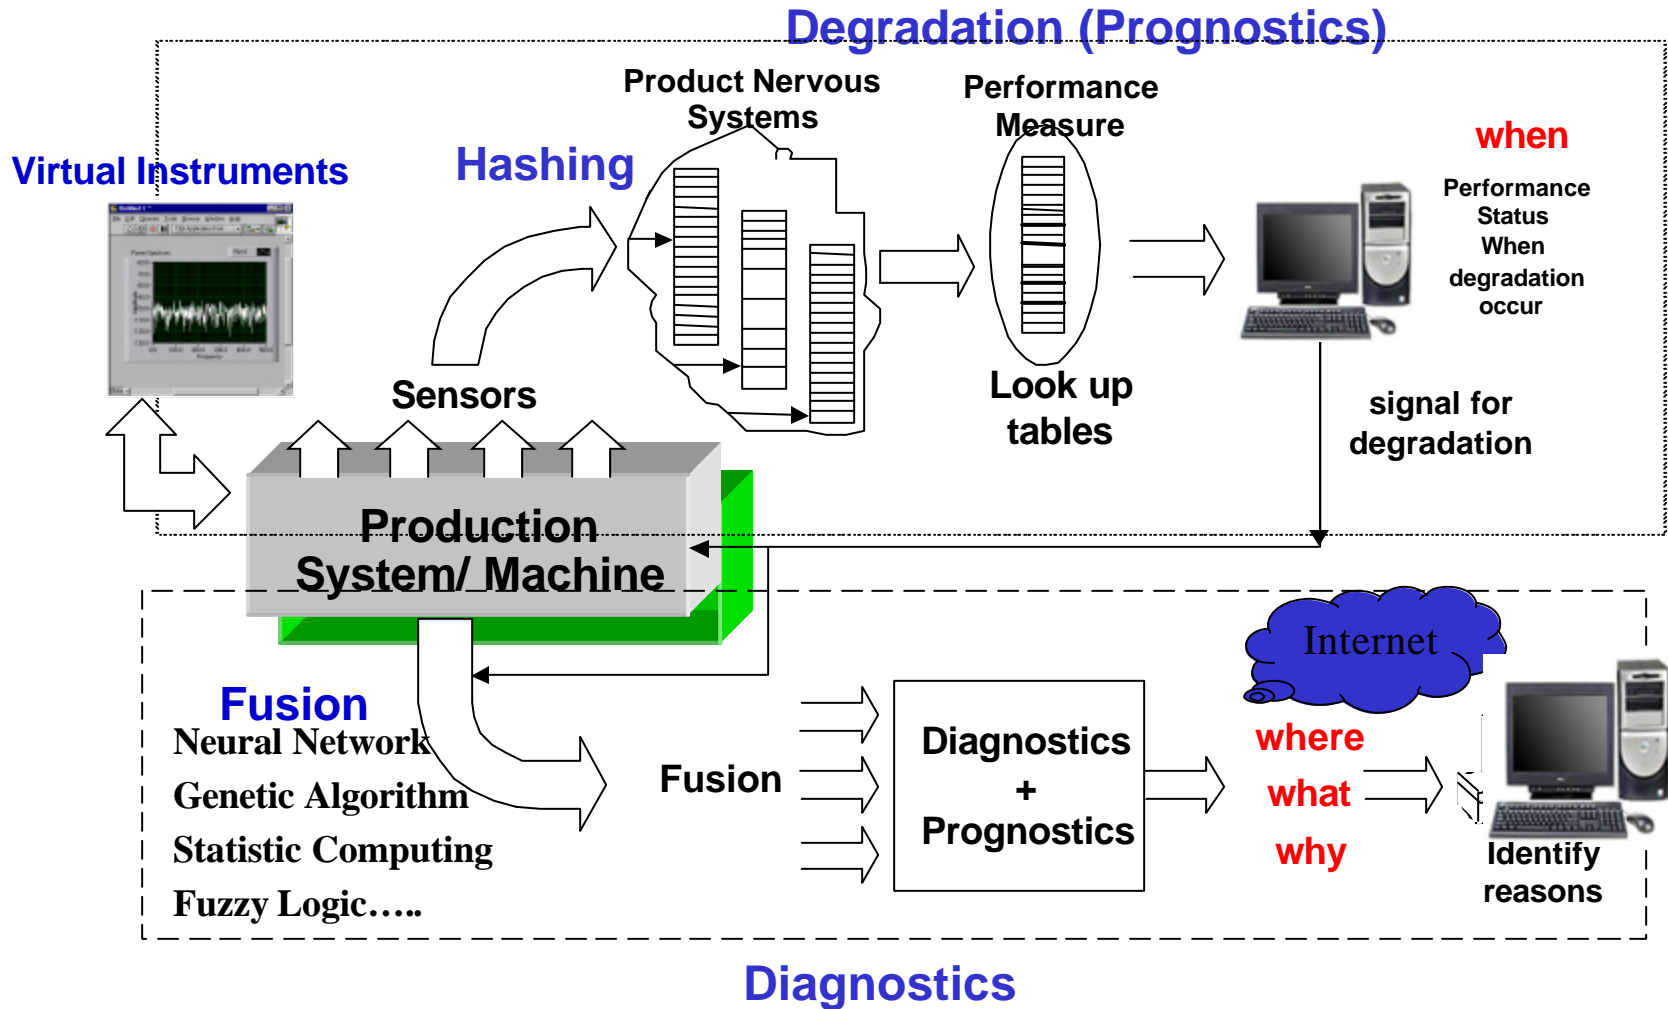 Degradation (Prognostics)
Product Nervous
Systems
Performance
Measure
when
Virtual Instruments
Hashing
Performance
Status
When
degradation
occur
Sensors
Look up
tables
signal for
degradation
Production
System/ Machine
Internet
Fusion
Neural Network
Genetic Algorithm
Statistic Computing
Fuzzy Logic…..
Fusion
Diagnostics
+
Prognostics
where
what
why
Identify
reasons
Diagnostics